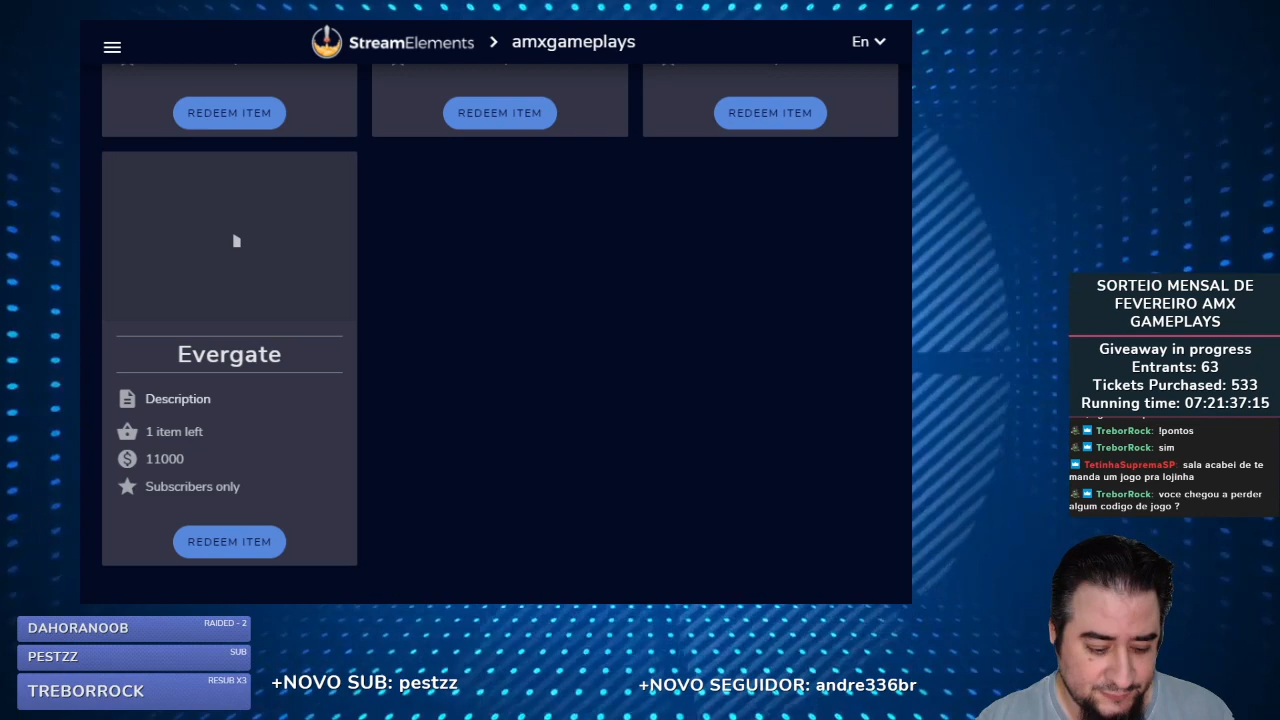 StreamElements > amxgameplays
En
REDEEM ITEM
REDEEM ITEM
REDEEM ITEM
Evergate
Description
1 item left
11000
Subscribers only
REDEEM ITEM
SORTEIO MENSAL DE
FEVEREIRO AMX
GAMEPLAYS
Giveaway in progress
Entrants: 63
Tickets Purchased: 533
Running time: 07:21:37:15
TreborRock: !pontos
TreborRock: sim
TetinhaSupremaSP: sala acabei de te
manda um jogo pra lojinha
TreborRock: voce chegou a perder
algum codigo de jogo ?
DAHORANOOB RAIDED - 2
PESTZZ SUB
TREBORROCK RESUB X3
+NOVO SUB: pestzz
+NOVO SEGUIDOR: andre336br